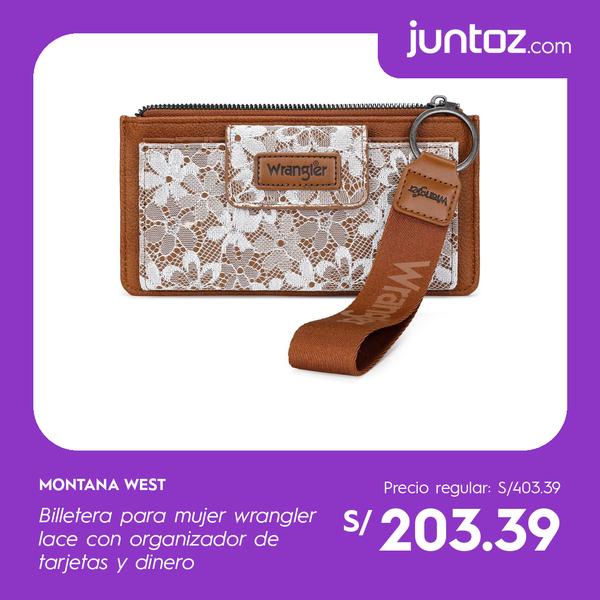 juntoz.com
Wrangler
Wrangler
Wrangler
MONTANA WEST
Billetera para mujer wrangler
lace con organizador de
tarjetas y dinero
Precio regular: S/403.39
S/ 203.39